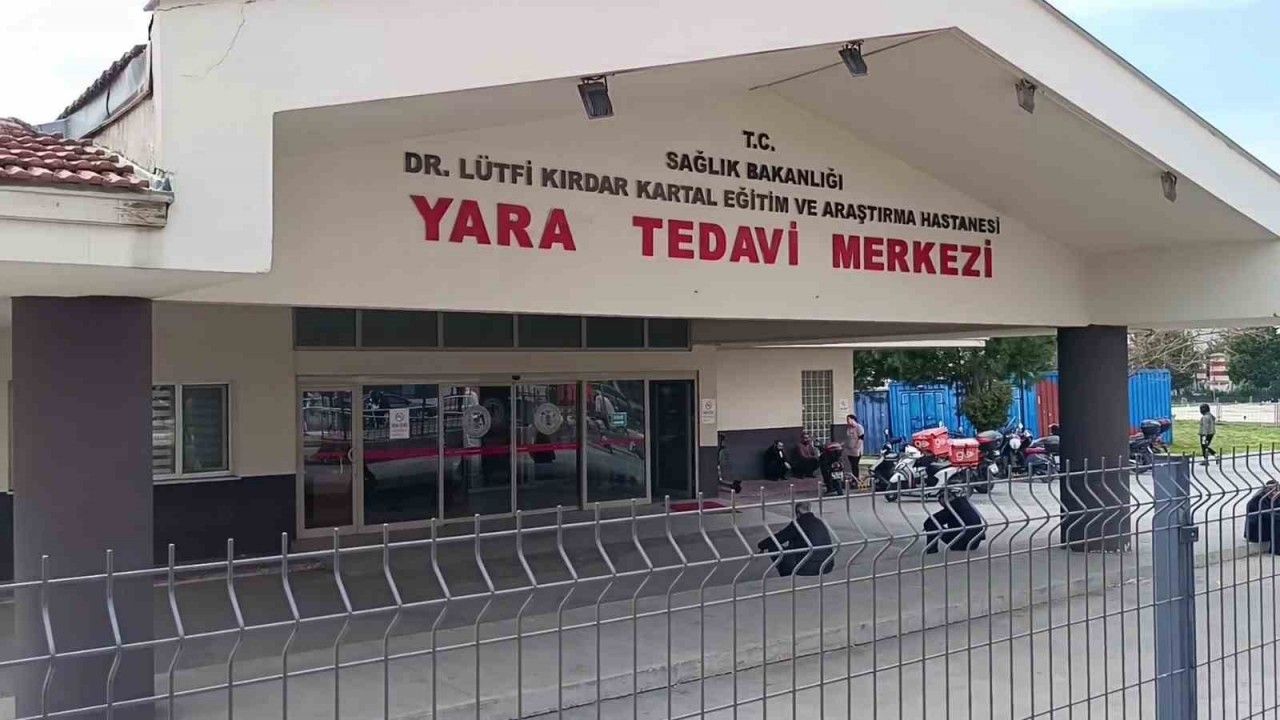 T.C.
SAĞLIK BAKANLIĞI
DR. LÜTFİ KIRDAR KARTAL EĞİTİM VE ARAŞTIRMA HASTANESİ
YARA TEDAVİ MERKEZİ